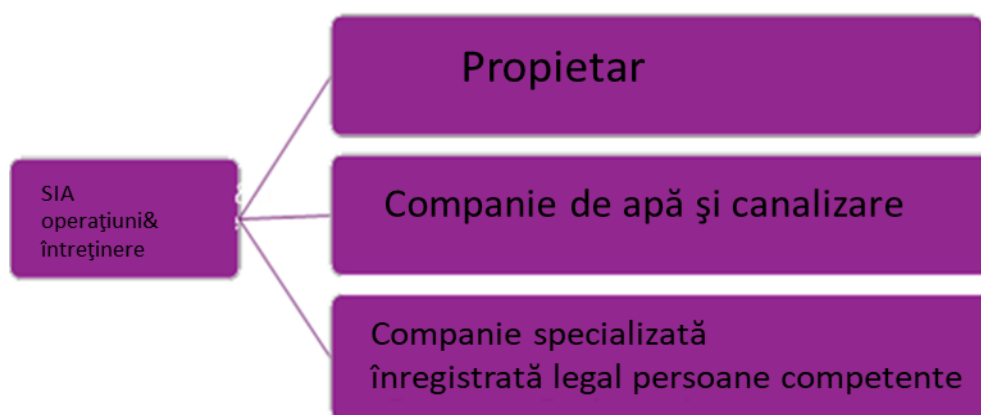 Propietar
SIA
operaţiuni&
întreţinere
Companie de apă şi canalizare
Companie specializată
înregistrată legal persoane competente